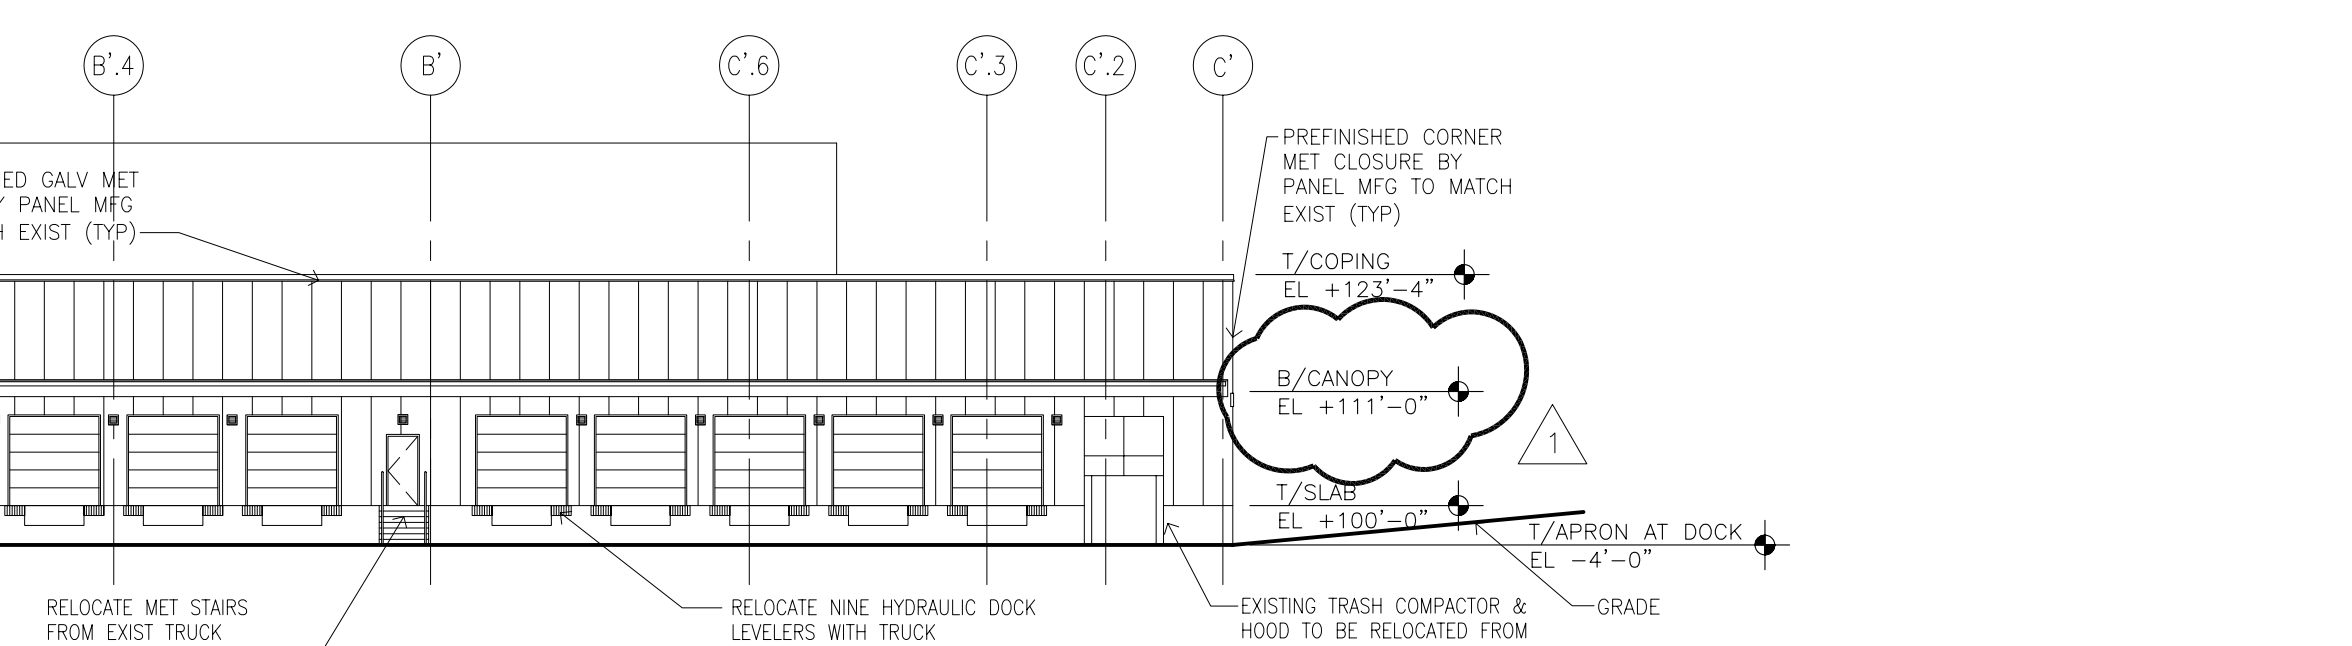 B'.4
B'
C'.6
C'.3
C'.2
C'
ED GALV MET
PANEL MFG
EXIST (TYP)
PREFINISHED CORNER
MET CLOSURE BY
PANEL MFG TO MATCH
EXIST (TYP)
T/COPING
EL +123'-4"
B/CANOPY
EL +111'-0"
1
T/SLAB
EL +100'-0"
T/APRON AT DOCK
EL -4'-0"
RELOCATE MET STAIRS
FROM EXIST TRUCK
RELOCATE NINE HYDRAULIC DOCK
LEVELERS WITH TRUCK
EXISTING TRASH COMPACTOR &
HOOD TO BE RELOCATED FROM
GRADE